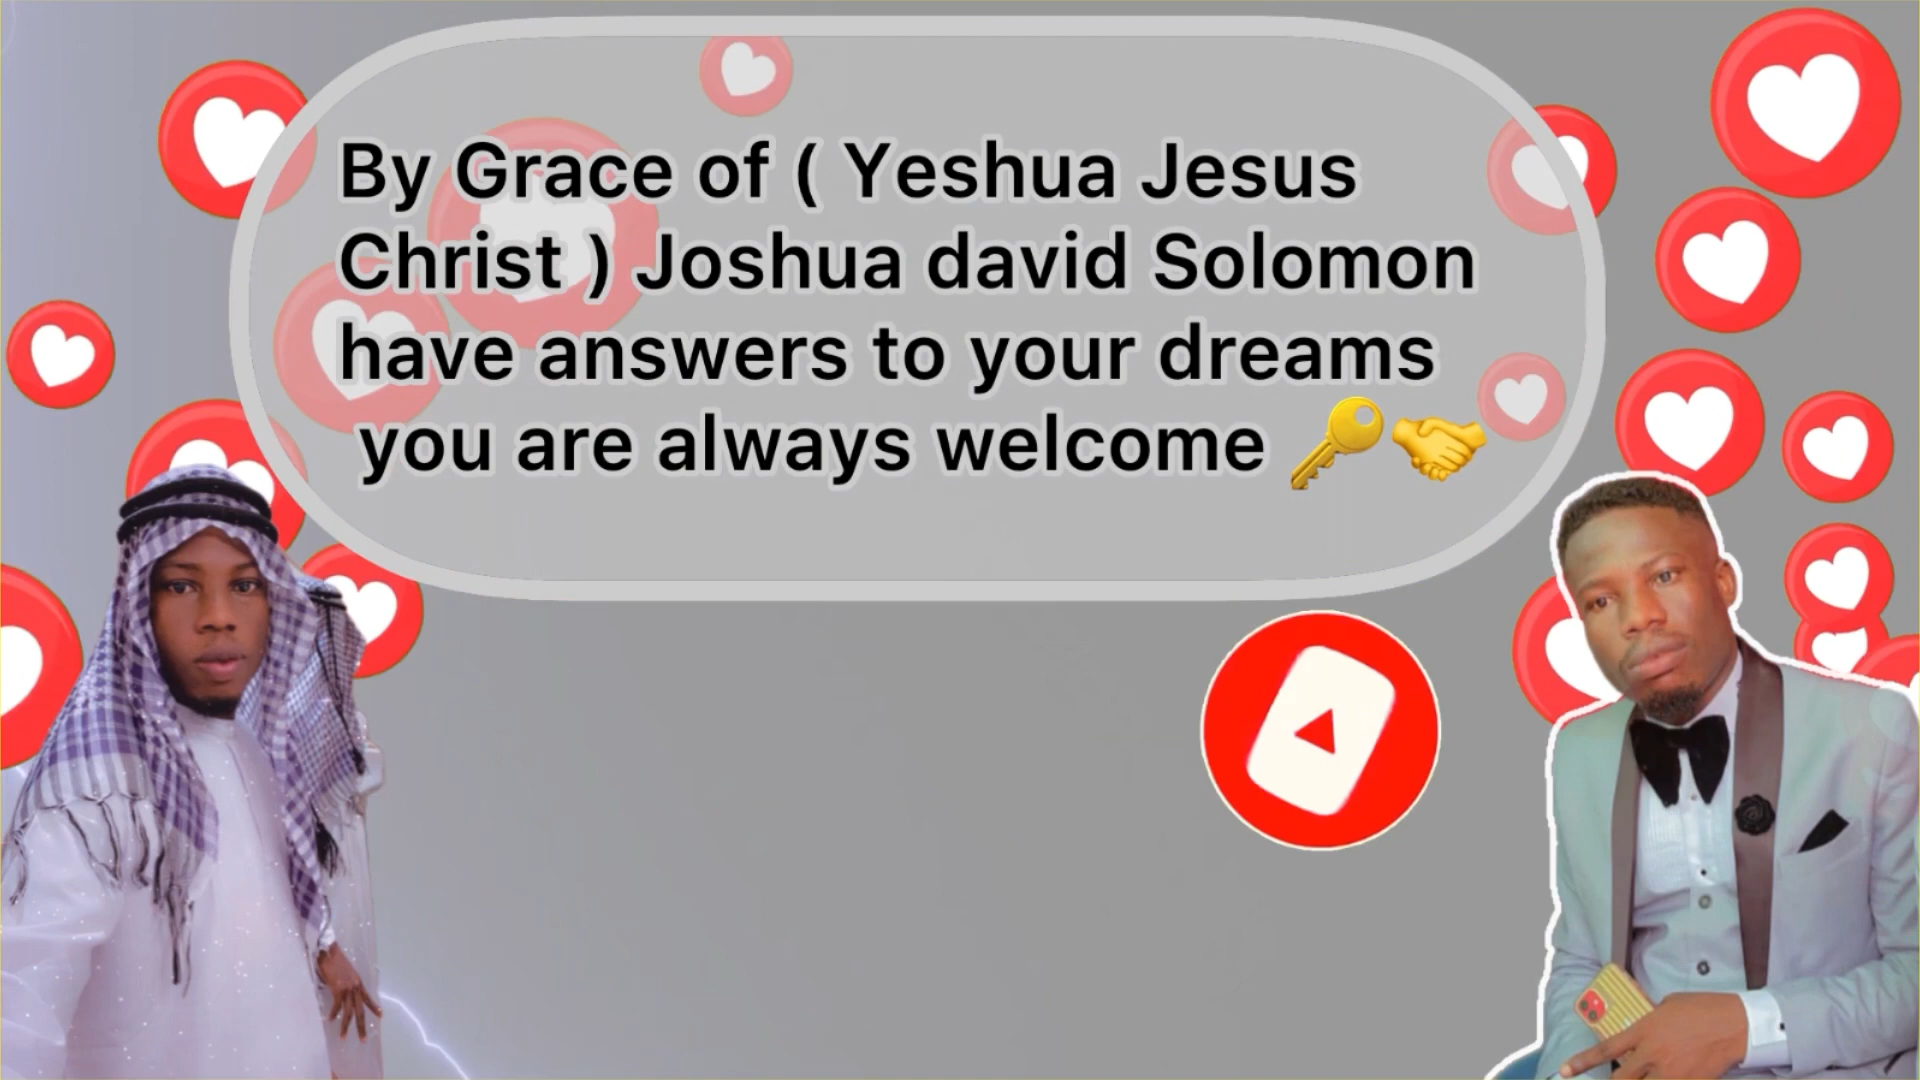 By Grace of ( Yeshua Jesus
Christ ) Joshua david Solomon
have answers to your dreams
you are always welcome 🔑🤝